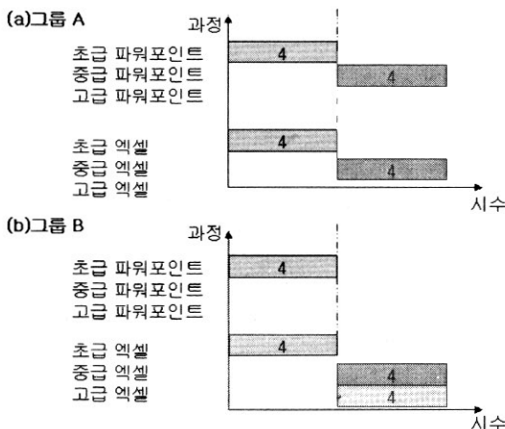 (a)그룹 A
과정
초급 파워포인트 4
중급 파워포인트 4
고급 파워포인트
초급 엑셀 4
중급 엑셀 4
고급 엑셀
시수
(b)그룹 B
과정
초급 파워포인트 4
중급 파워포인트
고급 파워포인트
초급 엑셀 4
중급 엑셀 4
고급 엑셀 4
시수